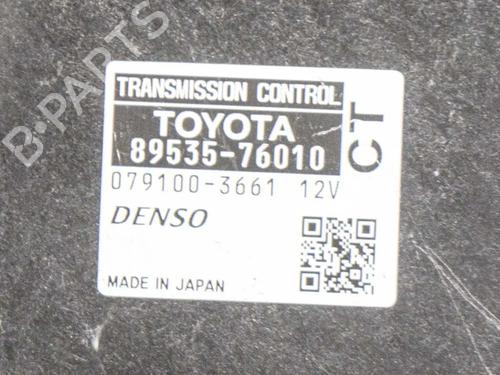 B-PARTS
TRANSMISSION CONTROL
TOYOTA
89535-76010
CT
079100-3661 12V
DENSO
MADE IN JAPAN